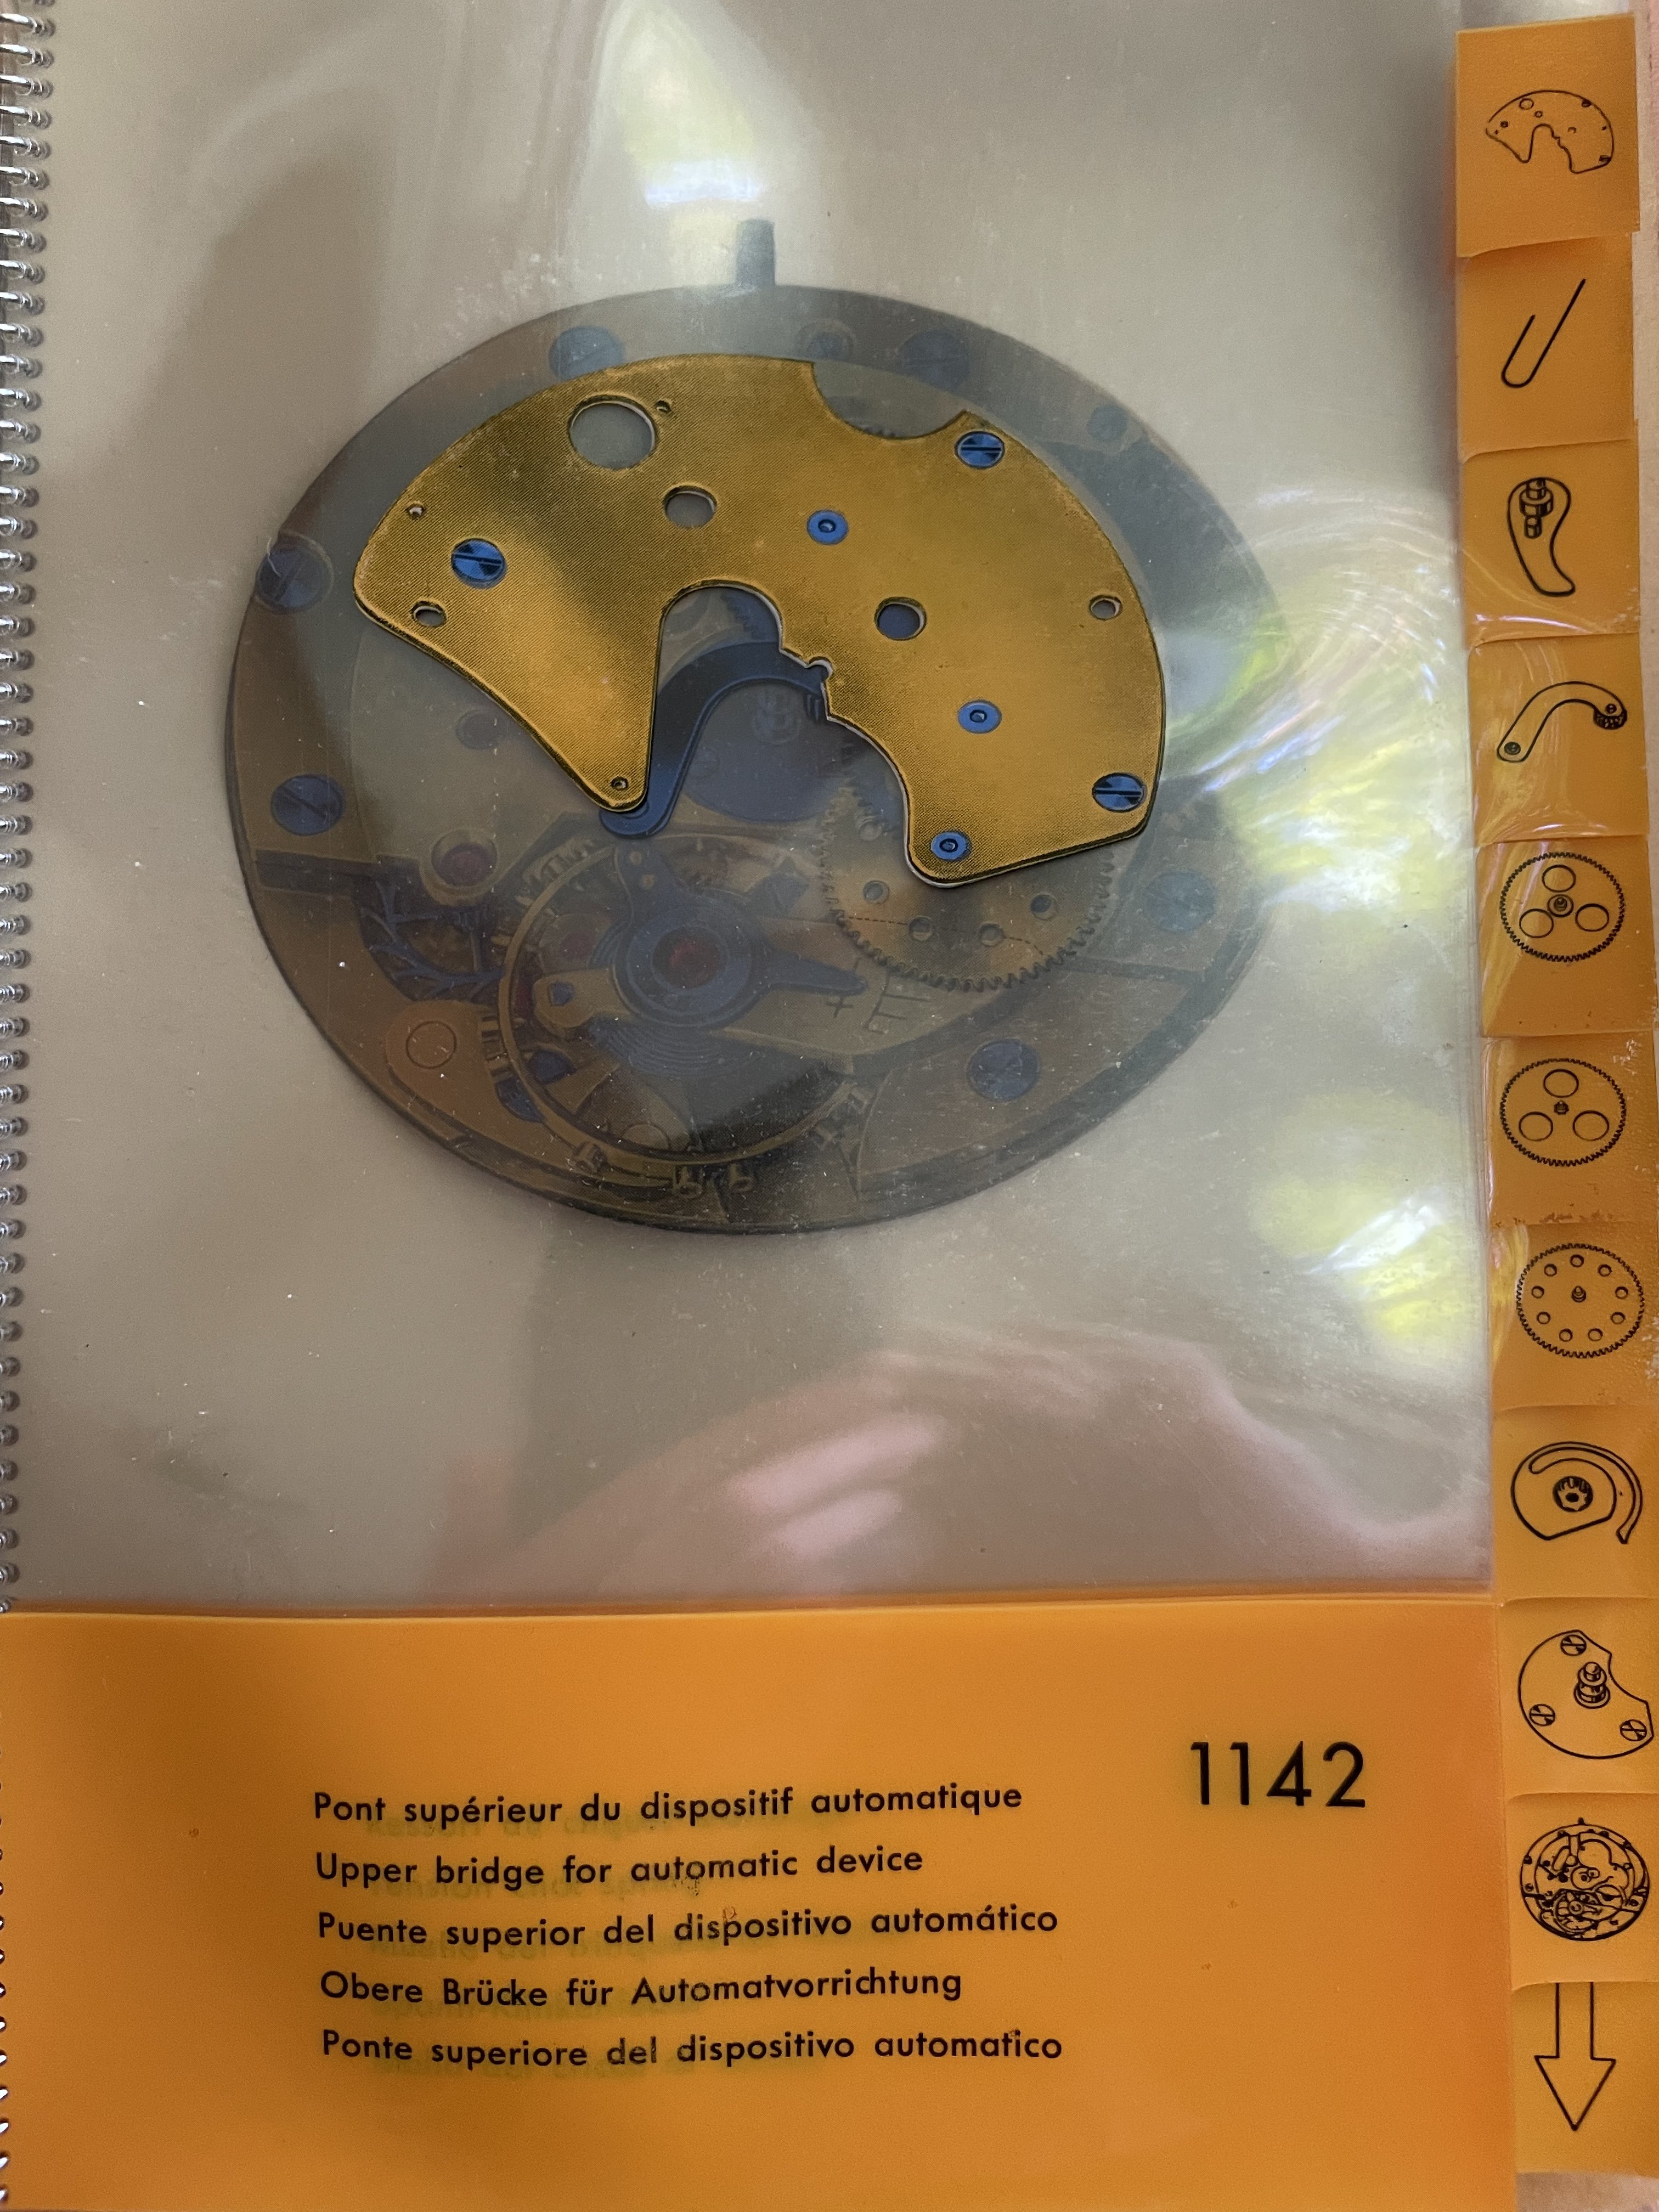 1142
Pont supérieur du dispositif automatique
Upper bridge for automatic device
Puente superior del dispositivo automático
Obere Brücke für Automatvorrichtung
Ponte superiore del dispositivo automatico